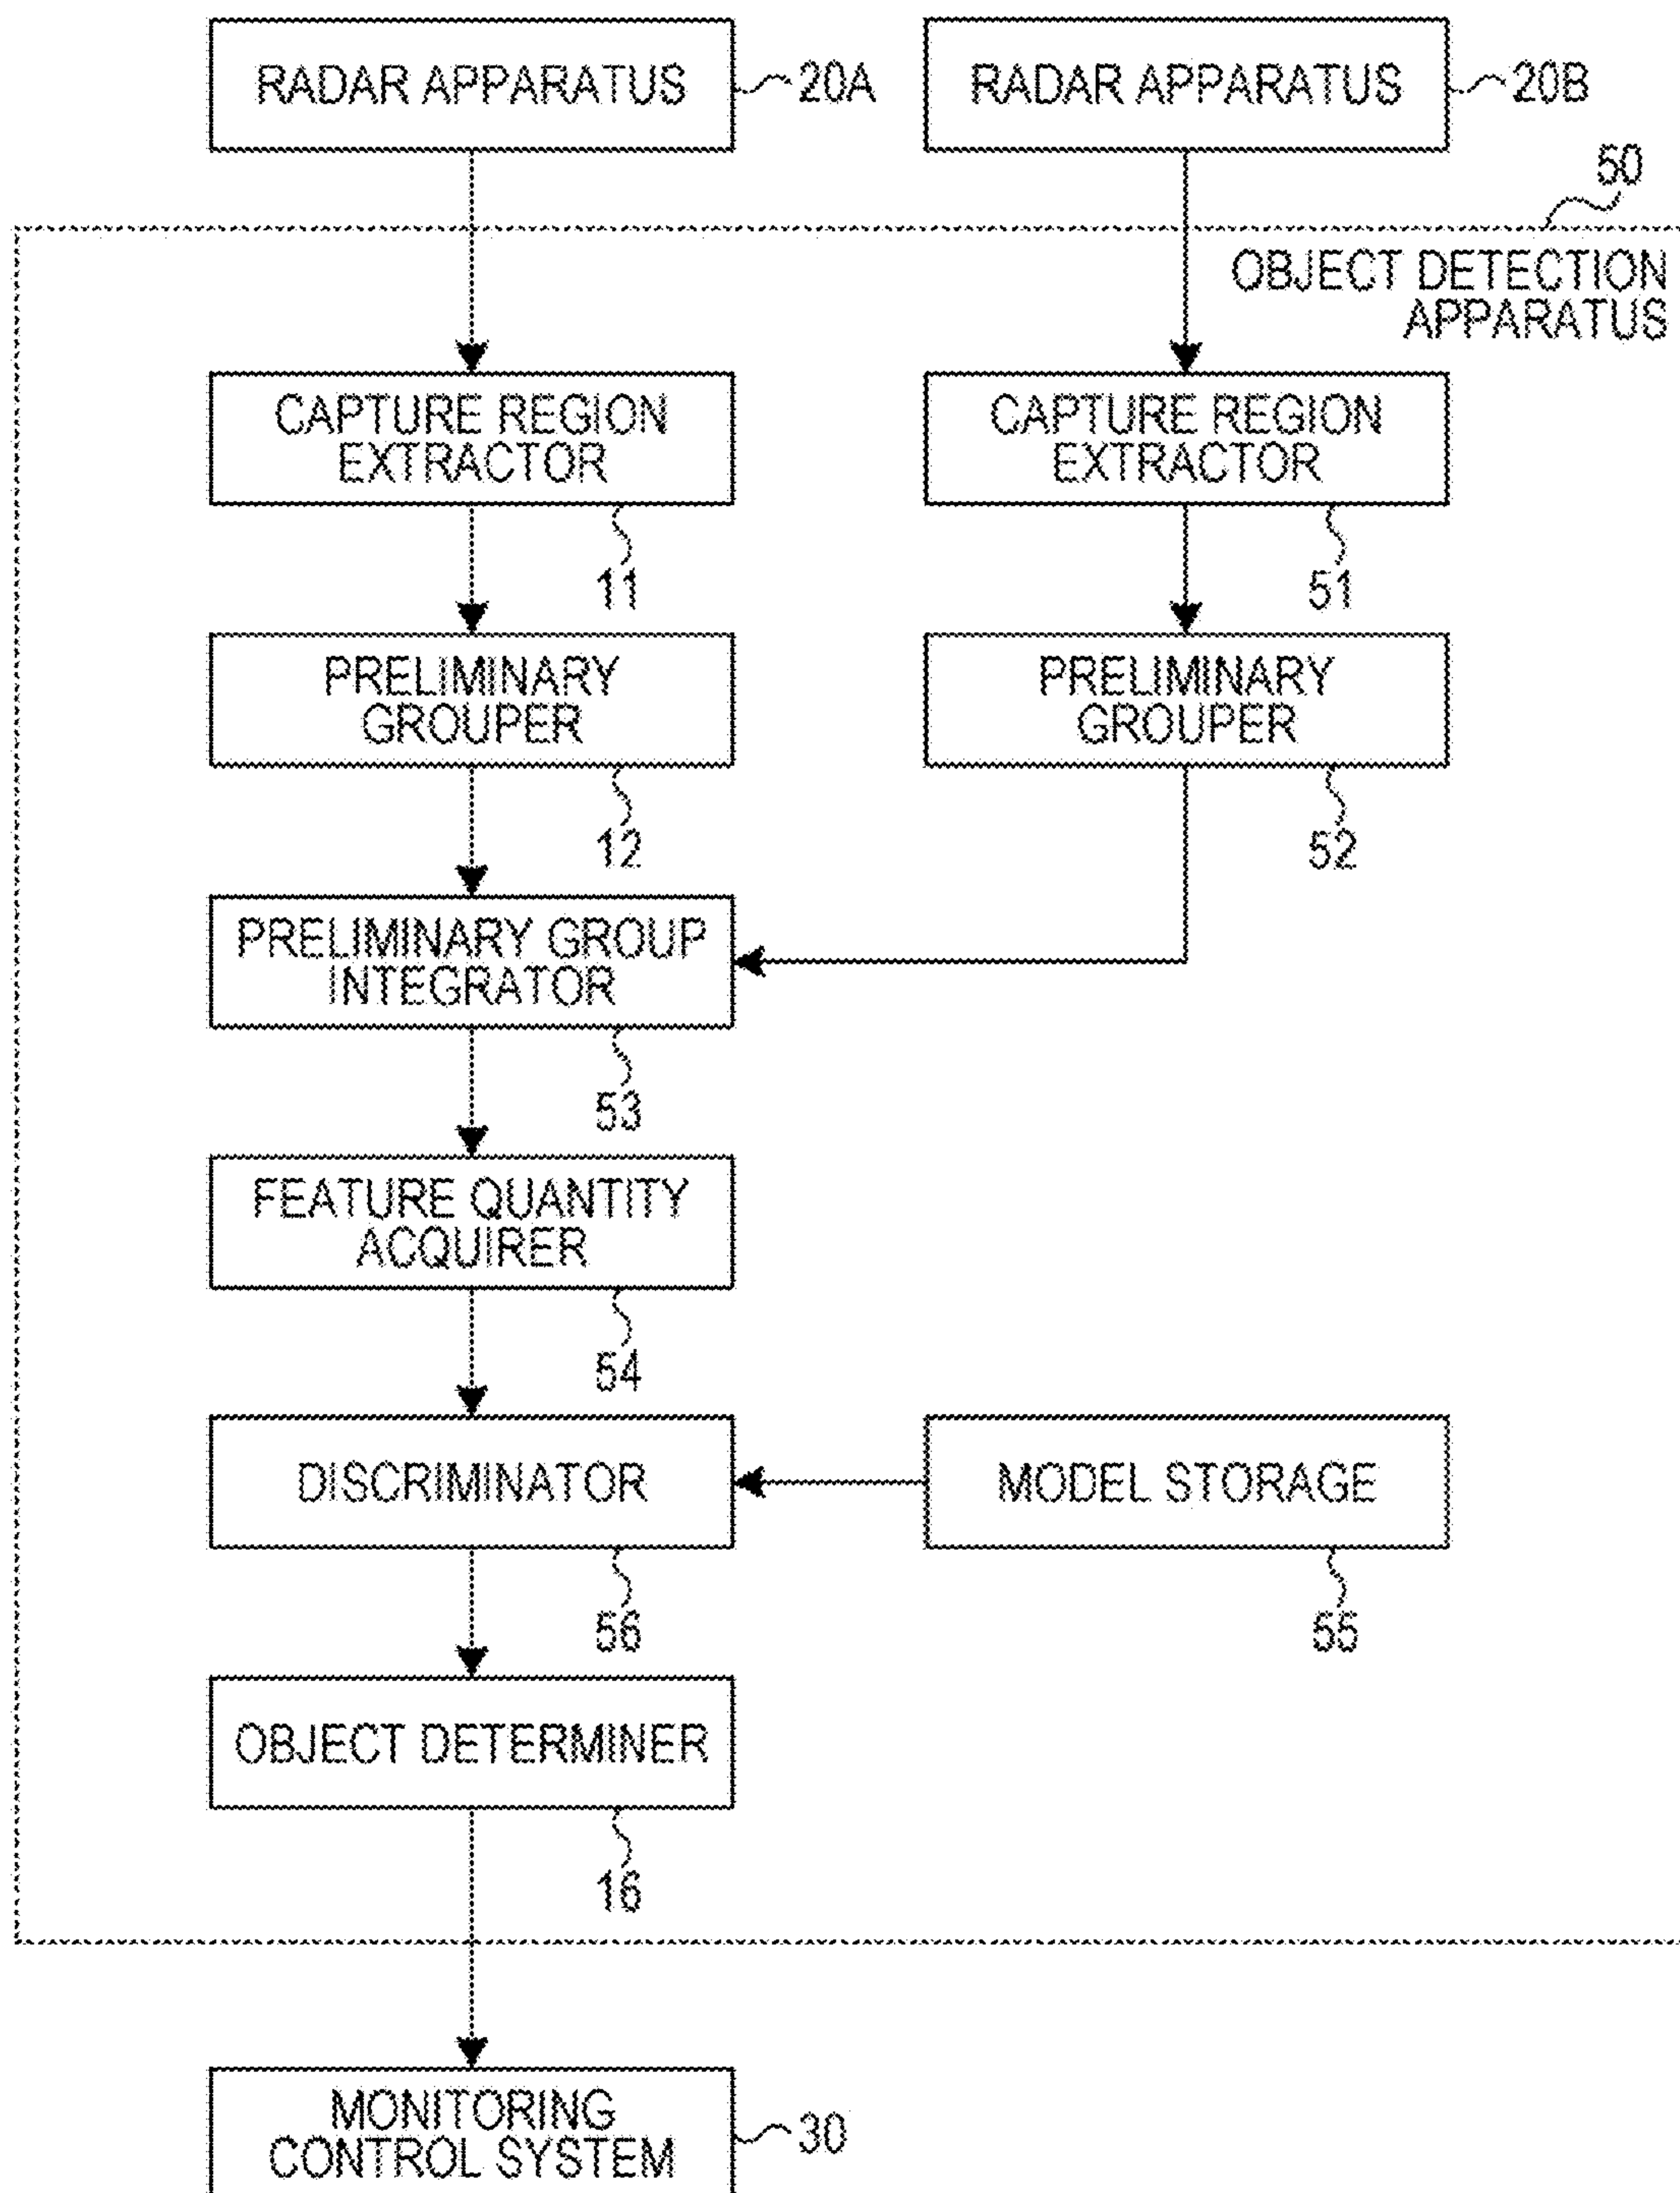 RADAR APPARATUS
20A
RADAR APPARATUS
20B
50
OBJECT DETECTION
APPARATUS
CAPTURE REGION
EXTRACTOR
11
CAPTURE REGION
EXTRACTOR
51
PRELIMINARY
GROUPER
12
PRELIMINARY
GROUPER
52
PRELIMINARY GROUP
INTEGRATOR
53
FEATURE QUANTITY
ACQUIRER
54
DISCRIMINATOR
56
MODEL STORAGE
55
OBJECT DETERMINER
16
MONITORING
CONTROL SYSTEM
30